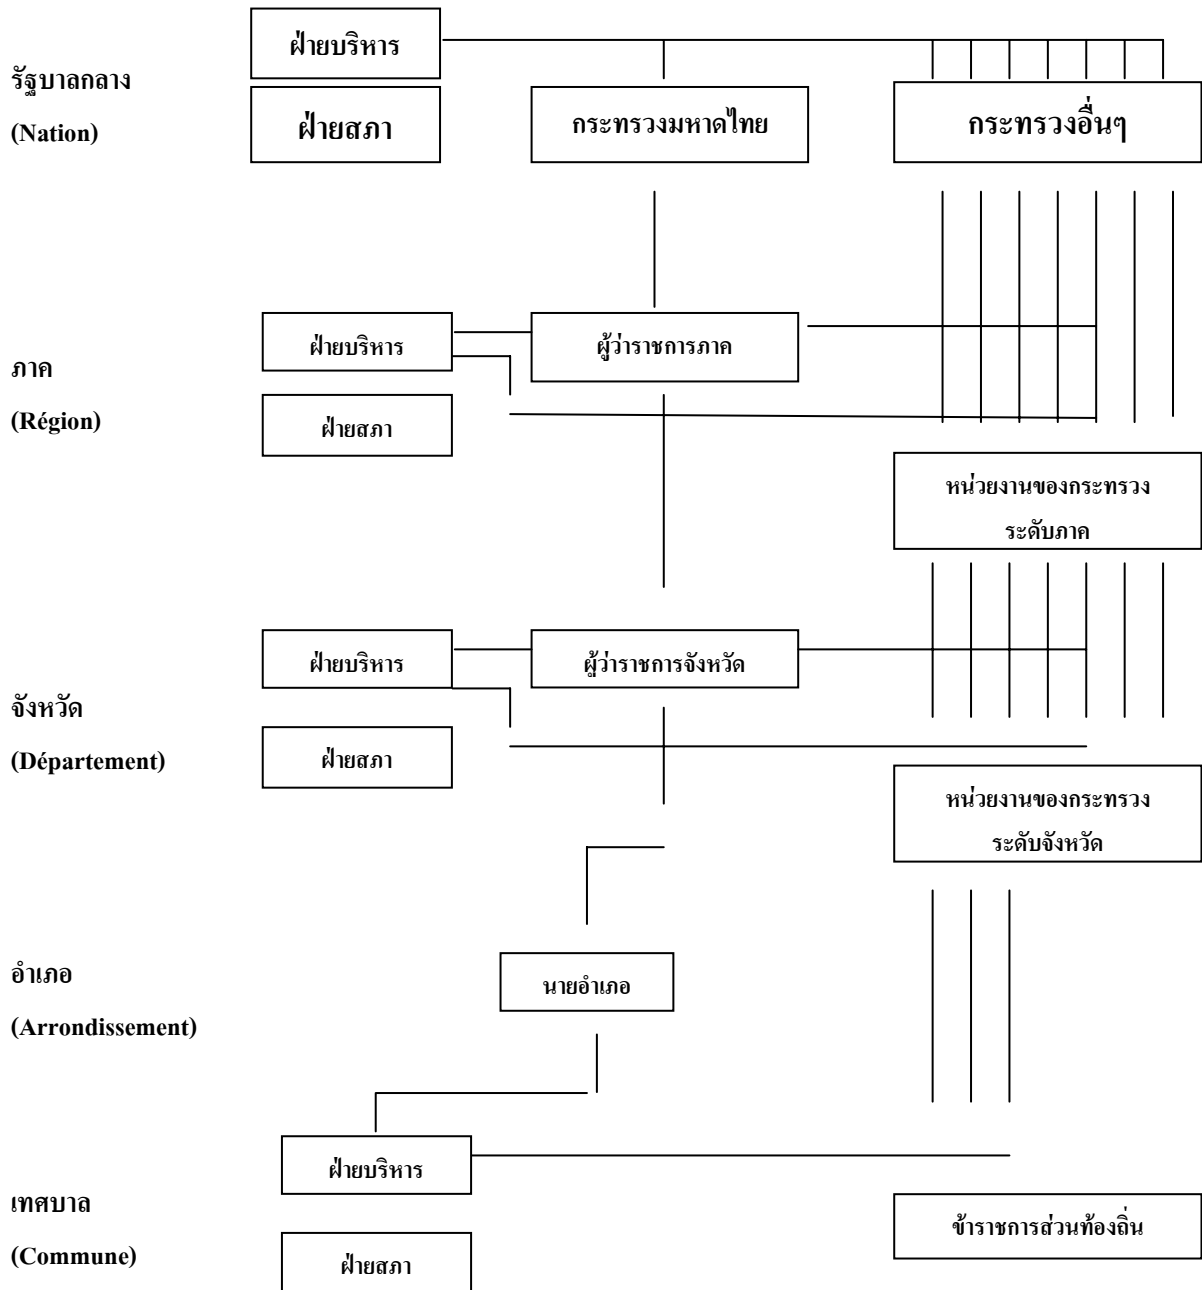 รัฐบาลกลาง
(Nation)
ฝ่ายบริหาร
ฝ่ายสภา
กระทรวงมหาดไทย
กระทรวงอื่นๆ
ภาค
(Région)
ฝ่ายบริหาร
ฝ่ายสภา
ผู้ว่าราชการภาค
หน่วยงานของกระทรวง
ระดับภาค
จังหวัด
(Département)
ฝ่ายบริหาร
ฝ่ายสภา
ผู้ว่าราชการจังหวัด
หน่วยงานของกระทรวง
ระดับจังหวัด
อำเภอ
(Arrondissement)
นายอำเภอ
เทศบาล
(Commune)
ฝ่ายบริหาร
ฝ่ายสภา
ข้าราชการส่วนท้องถิ่น